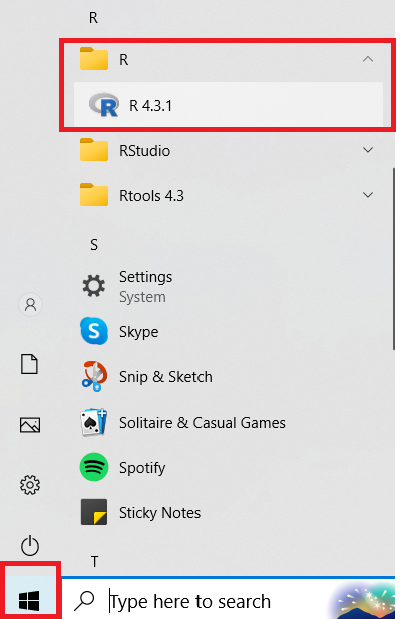 R
R
R 4.3.1
RStudio
Rtools 4.3
S
Settings
System
Skype
Snip & Sketch
Solitaire & Casual Games
Spotify
Sticky Notes
T
Type here to search